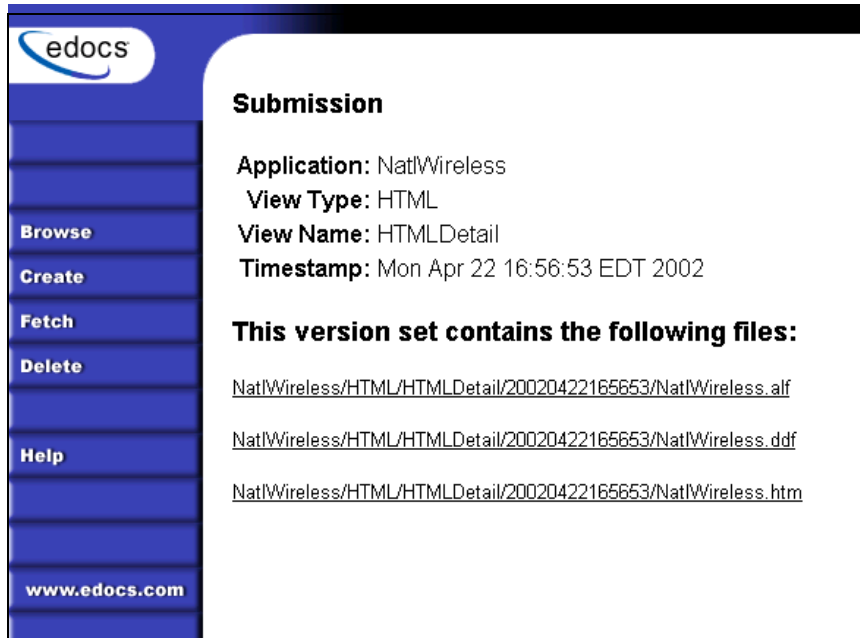 edocs
Browse
Create
Fetch
Delete
Help
www.edocs.com
Submission
Application: NatlWireless
View Type: HTML
View Name: HTMLDetail
Timestamp: Mon Apr 22 16:56:53 EDT 2002
This version set contains the following files:
NatlWireless/HTML/HTMLDetail/20020422165653/NatlWireless.alf
NatlWireless/HTML/HTMLDetail/20020422165653/NatlWireless.ddf
NatlWireless/HTML/HTMLDetail/20020422165653/NatlWireless.htm